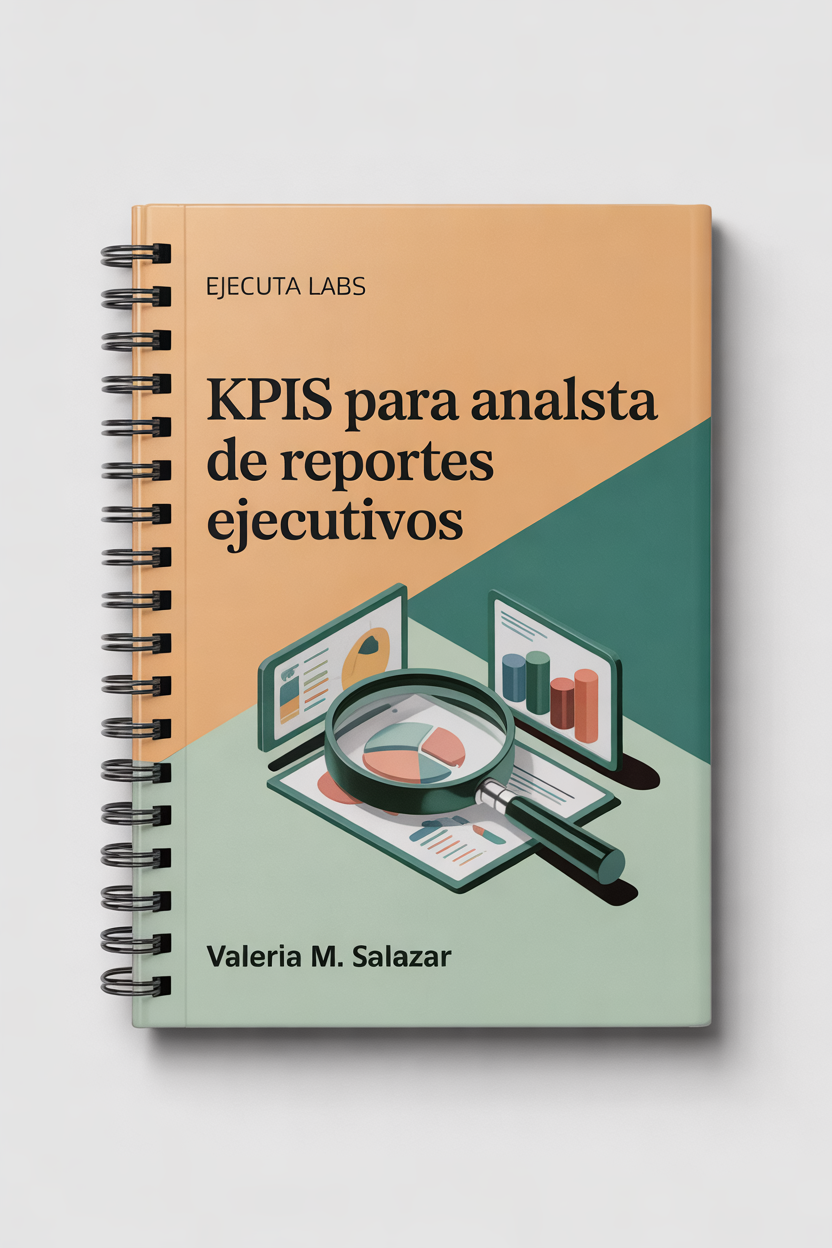 EJECUTA LABS
KPIS para analsta
de reportes
ejecutivos
Valeria M. Salazar